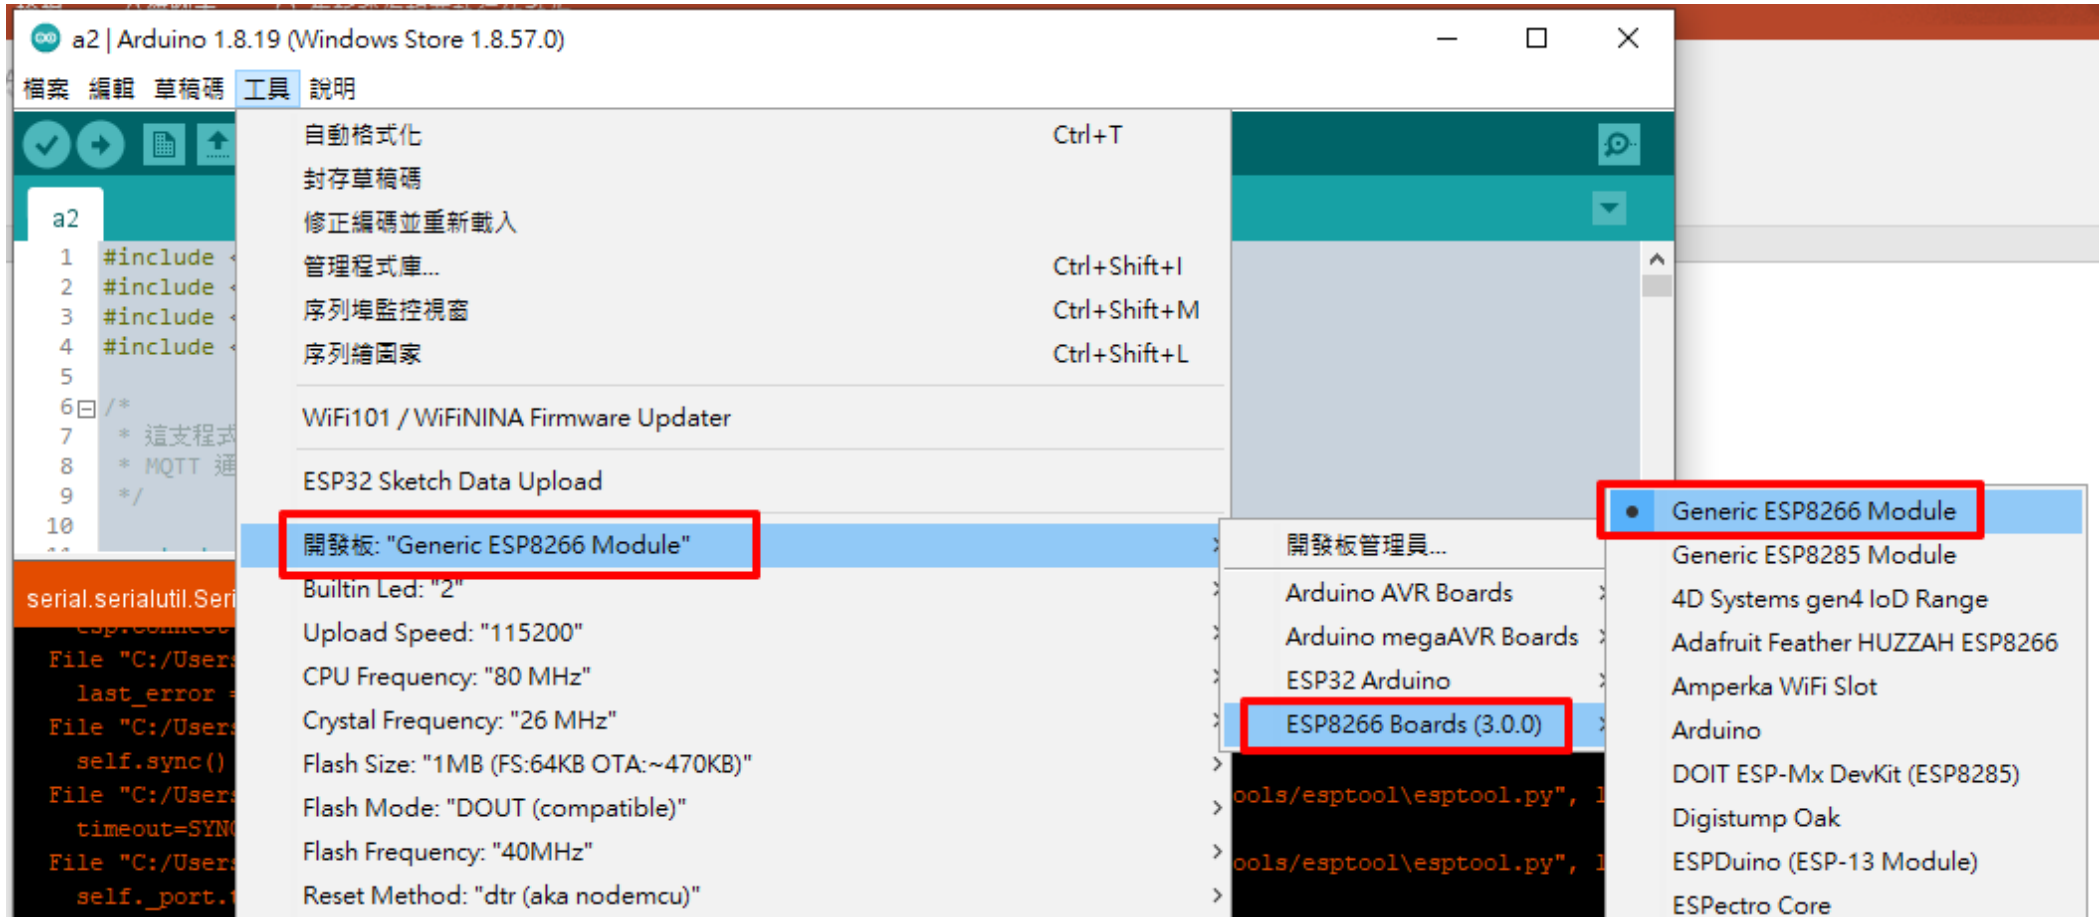 a2 | Arduino 1.8.19 (Windows Store 1.8.57.0)
檔案 編輯 草稿碼 工具 說明
自動格式化 Ctrl+T
封存草稿碼
修正編碼並重新載入
管理程式庫... Ctrl+Shift+I
序列埠監控視窗 Ctrl+Shift+M
序列繪圖家 Ctrl+Shift+L
WiFi101 / WiFiNINA Firmware Updater
ESP32 Sketch Data Upload
開發板: "Generic ESP8266 Module"
Builtin Led: "2"
Upload Speed: "115200"
CPU Frequency: "80 MHz"
Crystal Frequency: "26 MHz"
Flash Size: "1MB (FS:64KB OTA:~470KB)"
Flash Mode: "DOUT (compatible)"
Flash Frequency: "40MHz"
Reset Method: "dtr (aka nodemcu)"
開發板管理員...
Arduino AVR Boards
Arduino megaAVR Boards
ESP32 Arduino
ESP8266 Boards (3.0.0)
Generic ESP8266 Module
Generic ESP8285 Module
4D Systems gen4 IoD Range
Adafruit Feather HUZZAH ESP8266
Amperka WiFi Slot
Arduino
DOIT ESP-Mx DevKit (ESP8285)
Digistump Oak
ESPDuino (ESP-13 Module)
ESPectro Core
a2
1 #include <
2 #include <
3 #include <
4 #include <
5
6 /*
7 * 這支程式
8 * MQTT 通
9 */
10
serial.serialutil.Seri
esp.connect
File "C:/Users
last_error =
File "C:/Users
self.sync()
File "C:/Users
timeout=SYNC
File "C:/Users
self._port.
ools/esptool\esptool.py", l
ools/esptool\esptool.py", l